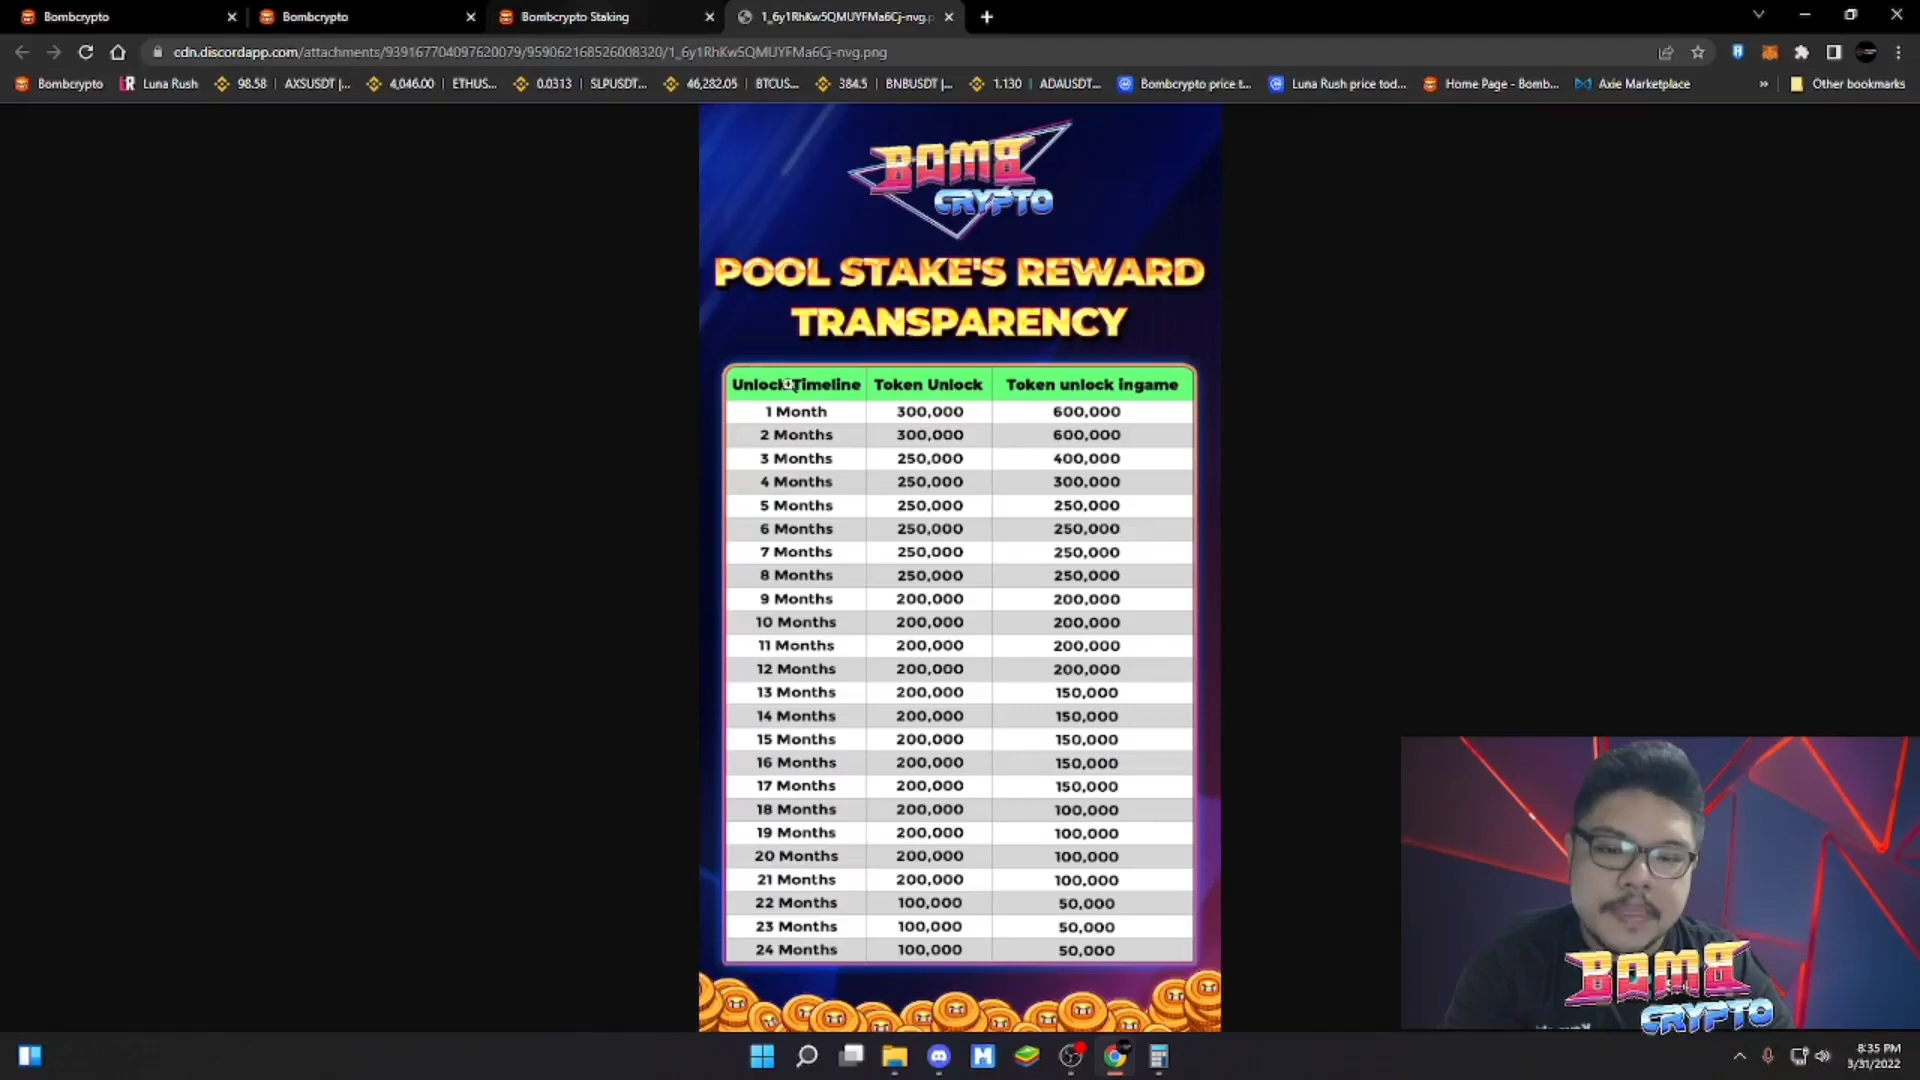 Bombcrypto
Bombcrypto
Bombcrypto Staking
1_6y1RhKw5QMUYFMa6Cj-nvg.p
cdn.discordapp.com/attachments/939167704097620079/959062168526008320/1_6y1RhKw5QMUYFMa6Cj-nvg.png
Bombcrypto Luna Rush 98.58 | AXSUSDT |... 4,046.00 | ETHUS... 0.0313 | SLPUSDT... 46,282.05 | BTCUS... 384.5 | BNBUSDT |... 1.130 | ADAUSDT... Bombcrypto price t... Luna Rush price tod... Home Page - Bomb... Axie Marketplace » Other bookmarks
BOMB
CRYPTO
POOL STAKE'S REWARD
TRANSPARENCY
Unlock Timeline Token Unlock Token unlock ingame
1 Month 300,000 600,000
2 Months 300,000 600,000
3 Months 250,000 400,000
4 Months 250,000 300,000
5 Months 250,000 250,000
6 Months 250,000 250,000
7 Months 250,000 250,000
8 Months 250,000 250,000
9 Months 200,000 200,000
10 Months 200,000 200,000
11 Months 200,000 200,000
12 Months 200,000 200,000
13 Months 200,000 150,000
14 Months 200,000 150,000
15 Months 200,000 150,000
16 Months 200,000 150,000
17 Months 200,000 150,000
18 Months 200,000 100,000
19 Months 200,000 100,000
20 Months 200,000 100,000
21 Months 200,000 100,000
22 Months 100,000 50,000
23 Months 100,000 50,000
24 Months 100,000 50,000
BOMB
CRYPTO
8:35 PM
3/31/2022